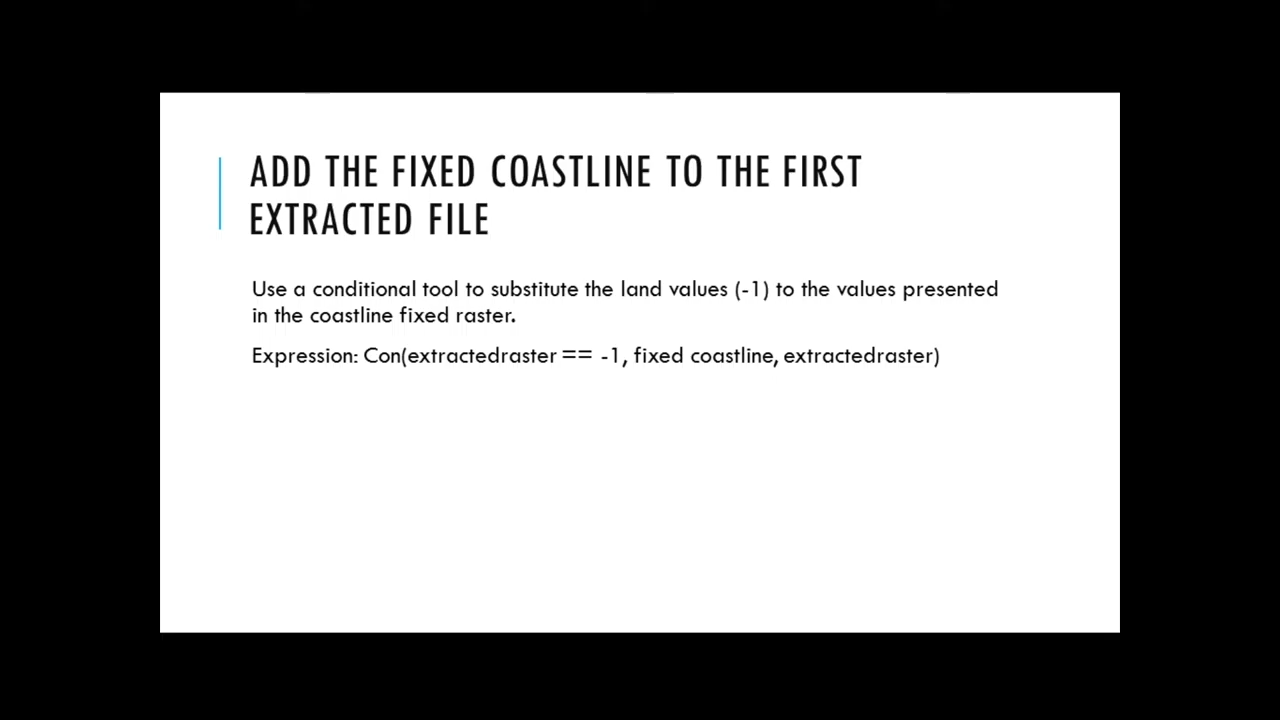 ADD THE FIXED COASTLINE TO THE FIRST
EXTRACTED FILE
Use a conditional tool to substitute the land values (-1) to the values presented
in the coastline fixed raster.
Expression: Con(extractedraster == -1, fixed coastline, extractedraster)